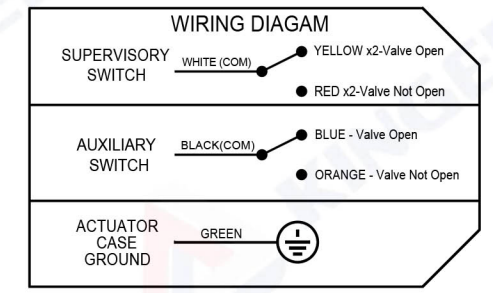 WIRING DIAGAM
SUPERVISORY
SWITCH
WHITE (COM)
YELLOW x2-Valve Open
RED x2-Valve Not Open
AUXILIARY
SWITCH
BLACK(COM)
BLUE - Valve Open
ORANGE - Valve Not Open
ACTUATOR
CASE
GROUND
GREEN